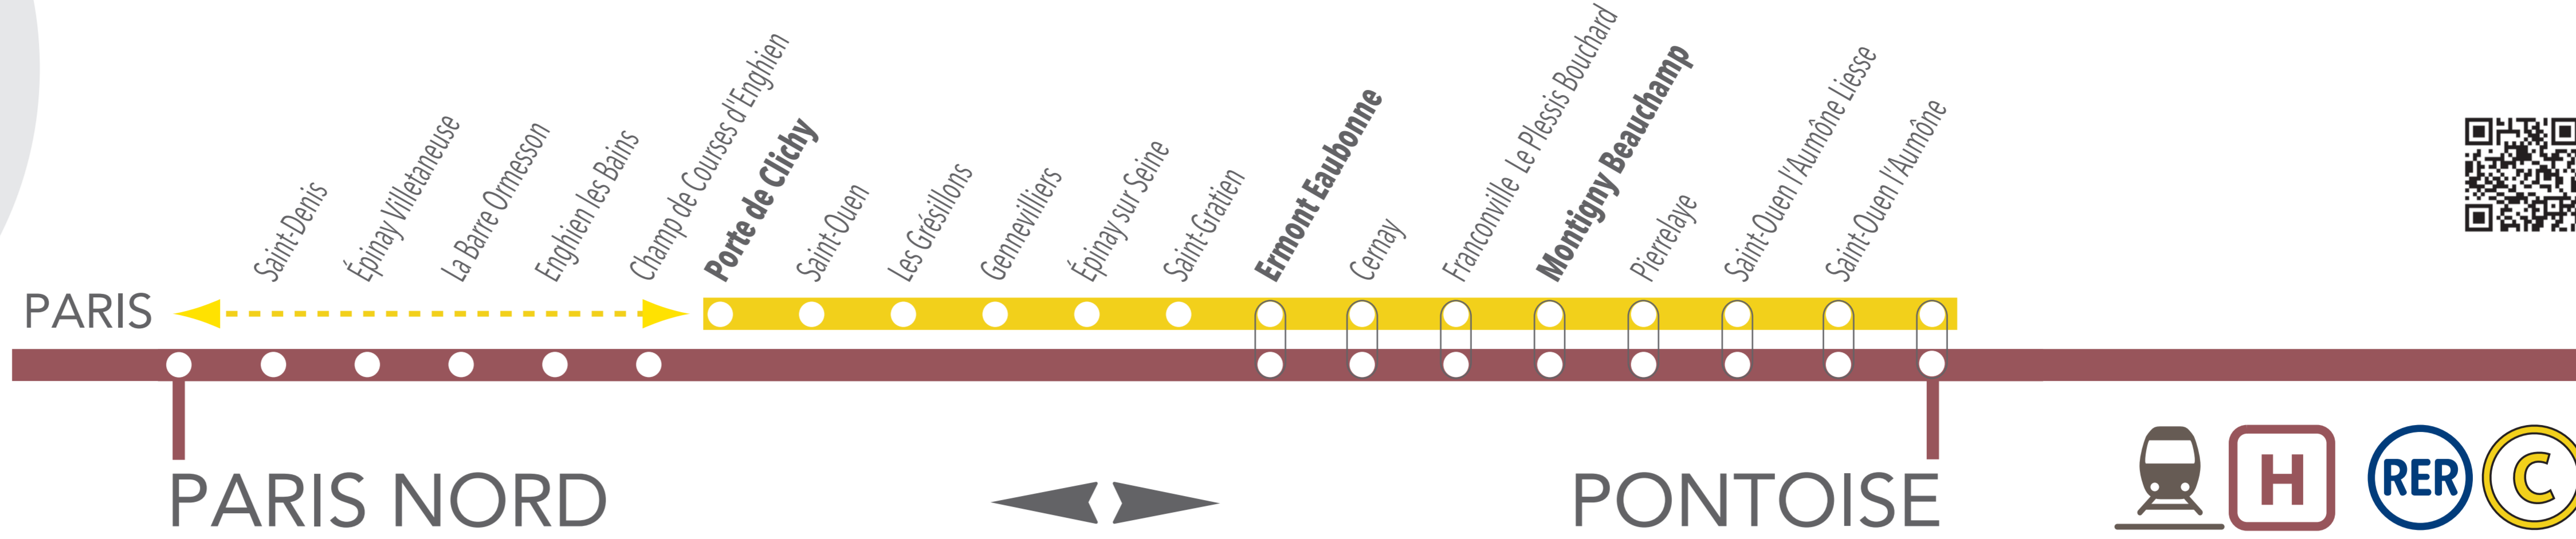 Saint-Denis
Épinay Villetaneuse
La Barre Ormesson
Enghien les Bains
Champ de Courses d'Enghien
Porte de Clichy
Saint-Ouen
Les Grésillons
Gennevilliers
Épinay sur Seine
Saint-Gratien
Ermont Eaubonne
Cernay
Franconville Le Plessis Bouchard
Montigny Beauchamp
Pierrelaye
Saint-Ouen l'Aumône Liesse
Saint-Ouen l'Aumône
PARIS
PARIS NORD
PONTOISE
H
RER
C